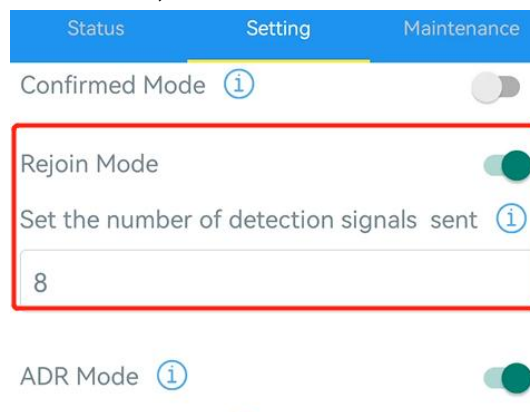 Status Setting Maintenance
Confirmed Mode
Rejoin Mode
Set the number of detection signals sent
8
ADR Mode